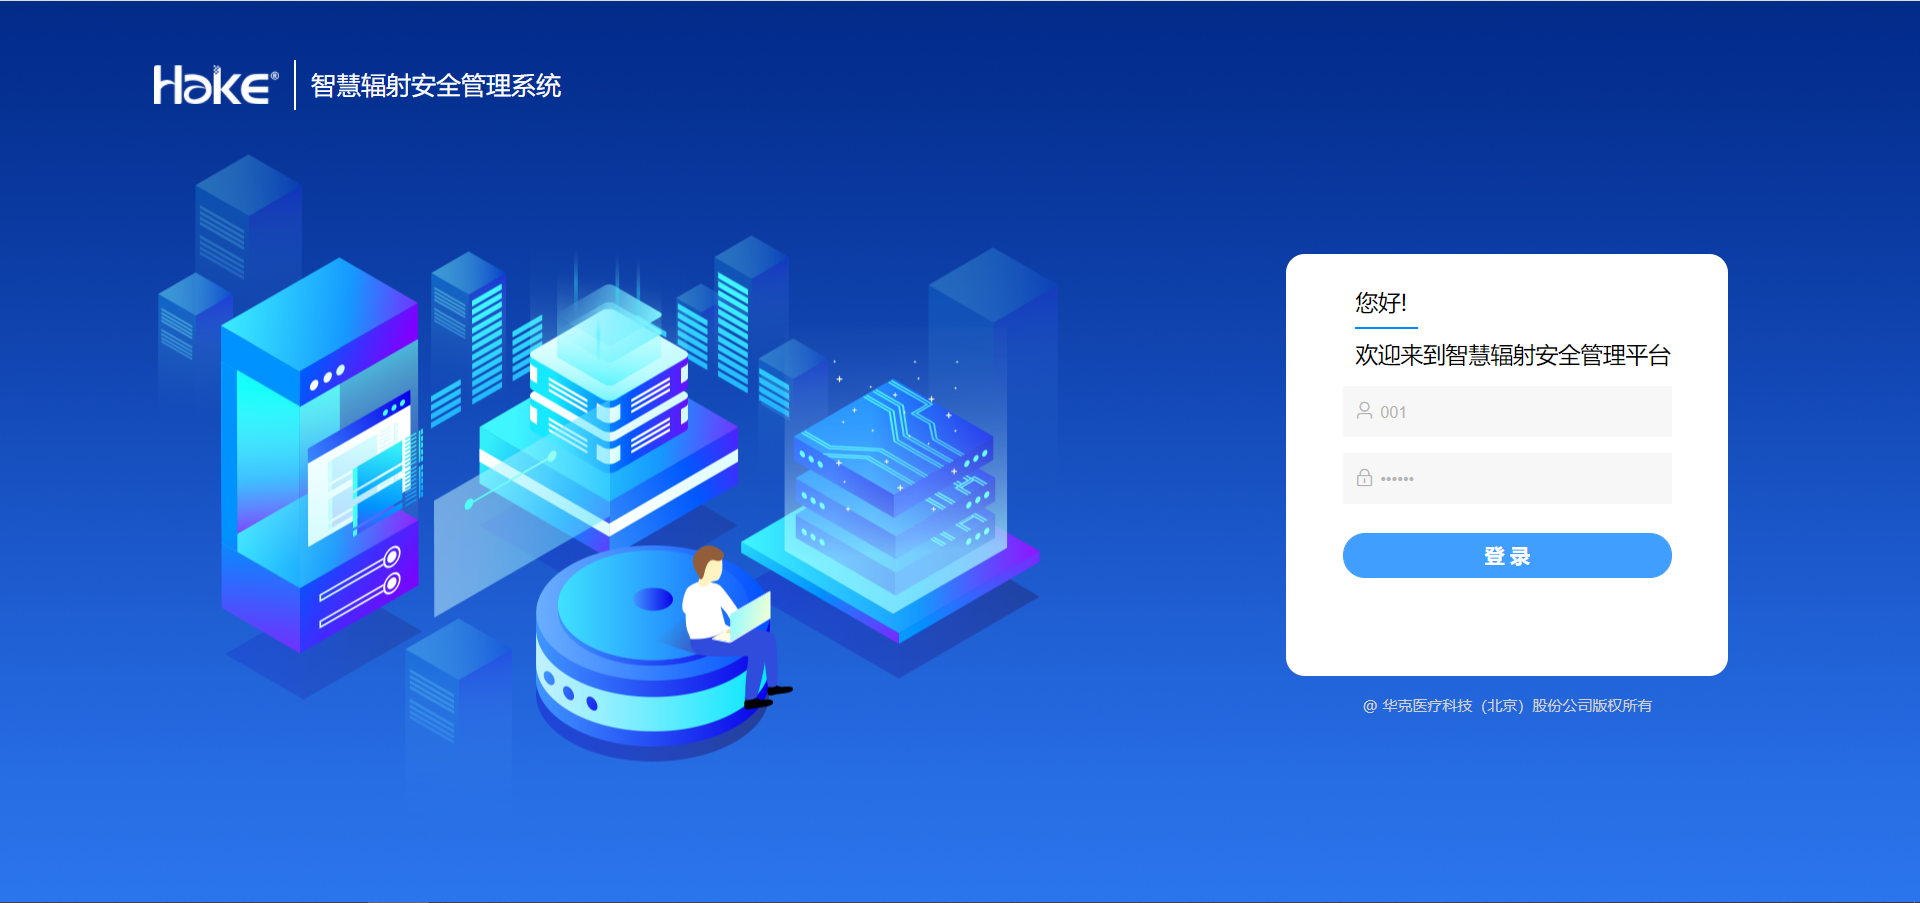 HaKE®
智慧辐射安全管理系统
您好!
欢迎来到智慧辐射安全管理平台
001
••••••
登录
@ 华克医疗科技（北京）股份公司版权所有